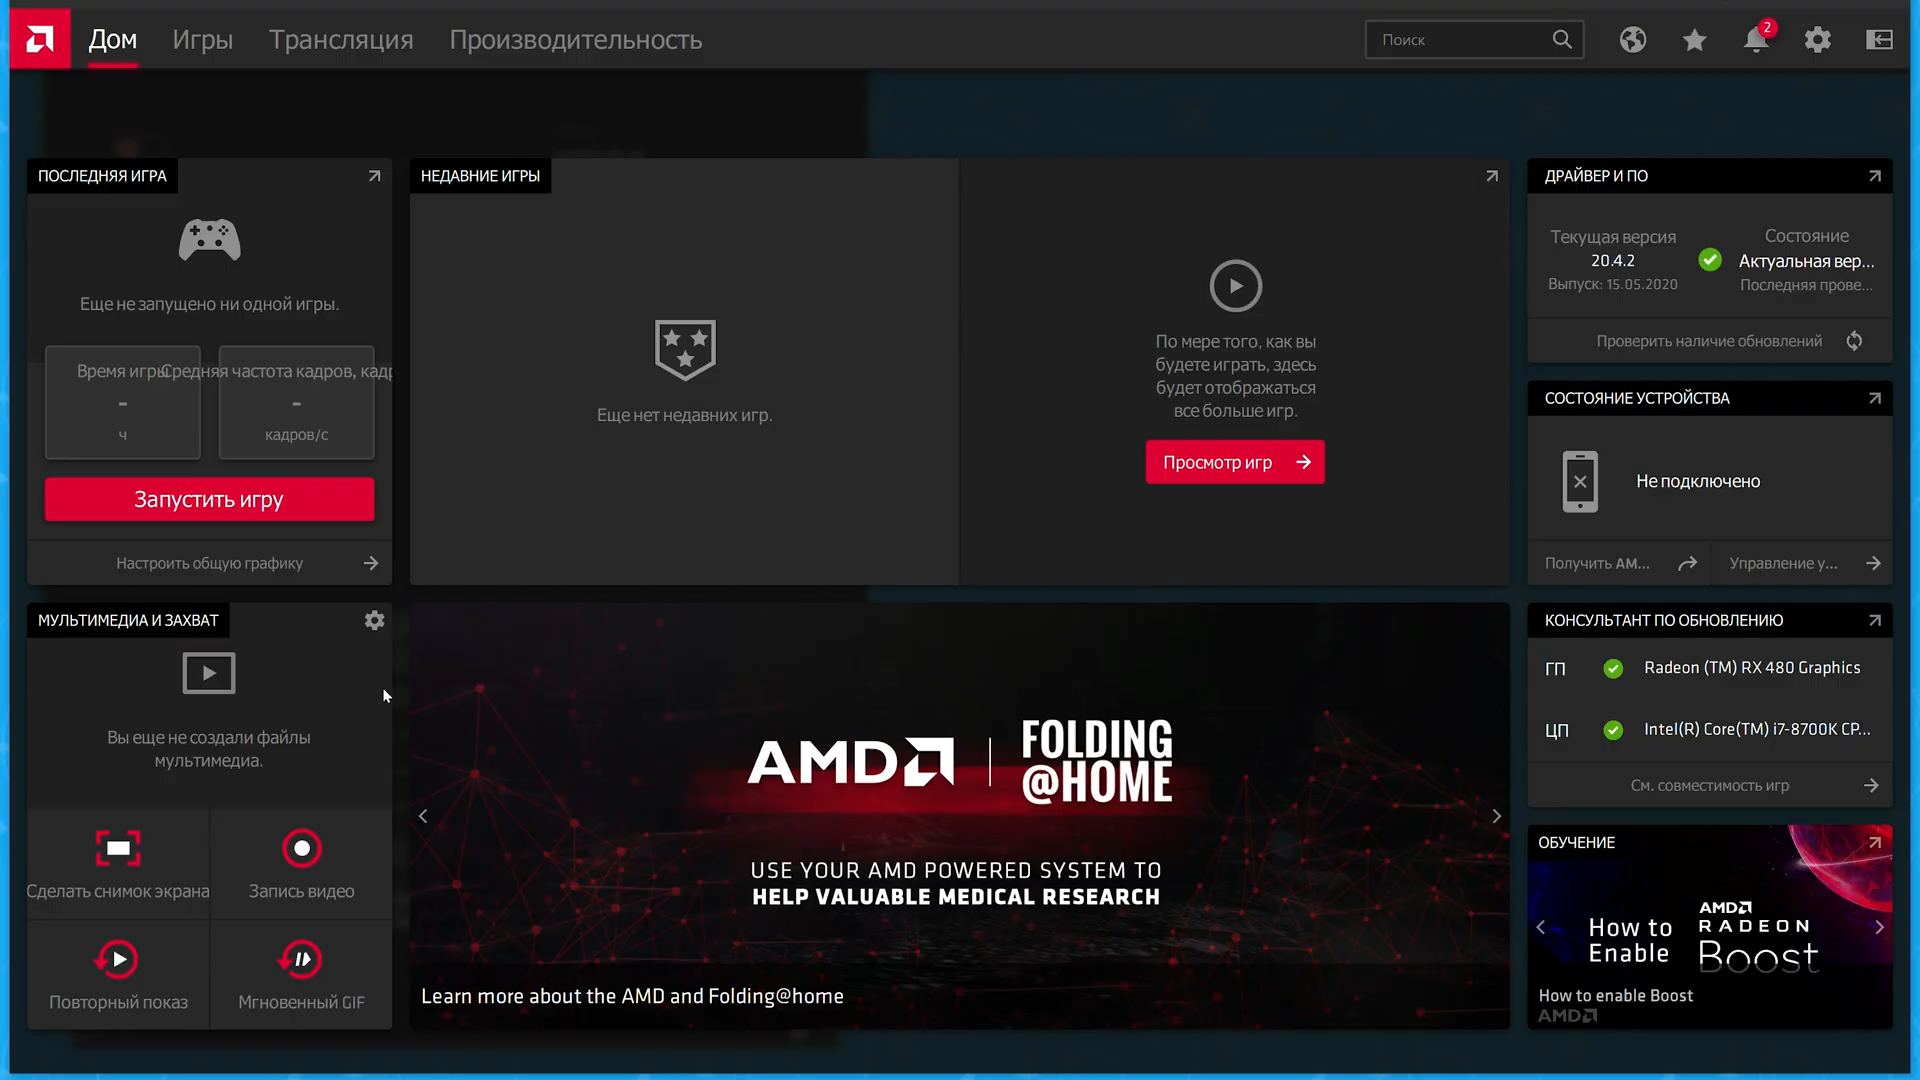 Дом
Игры
Трансляция
Производительность
Поиск
2
ПОСЛЕДНЯЯ ИГРА
Еще не запущено ни одной игры.
Время игры
Средняя частота кадров, кадр
-
-
ч
кадров/с
Запустить игру
Настроить общую графику
НЕДАВНИЕ ИГРЫ
Еще нет недавних игр.
По мере того, как вы
будете играть, здесь
будет отображаться
все больше игр.
Просмотр игр
ДРАЙВЕР И ПО
Текущая версия
20.4.2
Выпуск: 15.05.2020
Состояние
Актуальная вер...
Последняя прове...
Проверить наличие обновлений
СОСТОЯНИЕ УСТРОЙСТВА
Не подключено
Получить AM...
Управление у...
МУЛЬТИМЕДИА И ЗАХВАТ
Вы еще не создали файлы
мультимедиа.
Сделать снимок экрана
Запись видео
Повторный показ
Мгновенный GIF
AMD
FOLDING
@HOME
USE YOUR AMD POWERED SYSTEM TO
HELP VALUABLE MEDICAL RESEARCH
Learn more about the AMD and Folding@home
КОНСУЛЬТАНТ ПО ОБНОВЛЕНИЮ
ГП
Radeon (TM) RX 480 Graphics
ЦП
Intel(R) Core(TM) i7-8700K CP...
См. совместимость игр
ОБУЧЕНИЕ
How to
Enable
AMD
RADEON
Boost
How to enable Boost
AMD